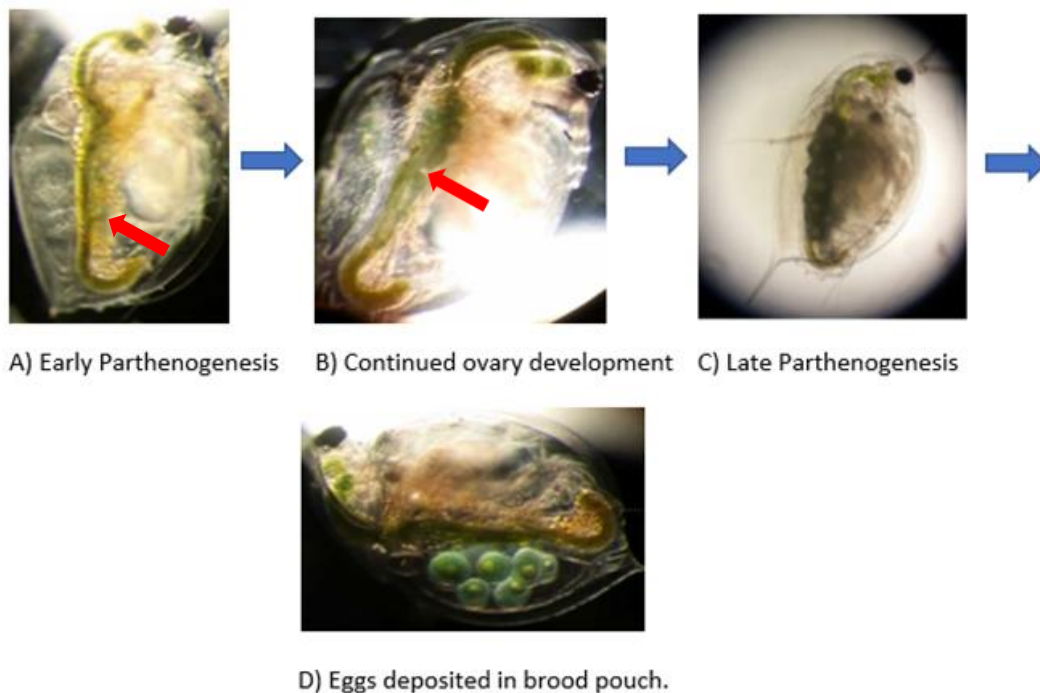 A) Early Parthenogenesis
B) Continued ovary development
C) Late Parthenogenesis
D) Eggs deposited in brood pouch.